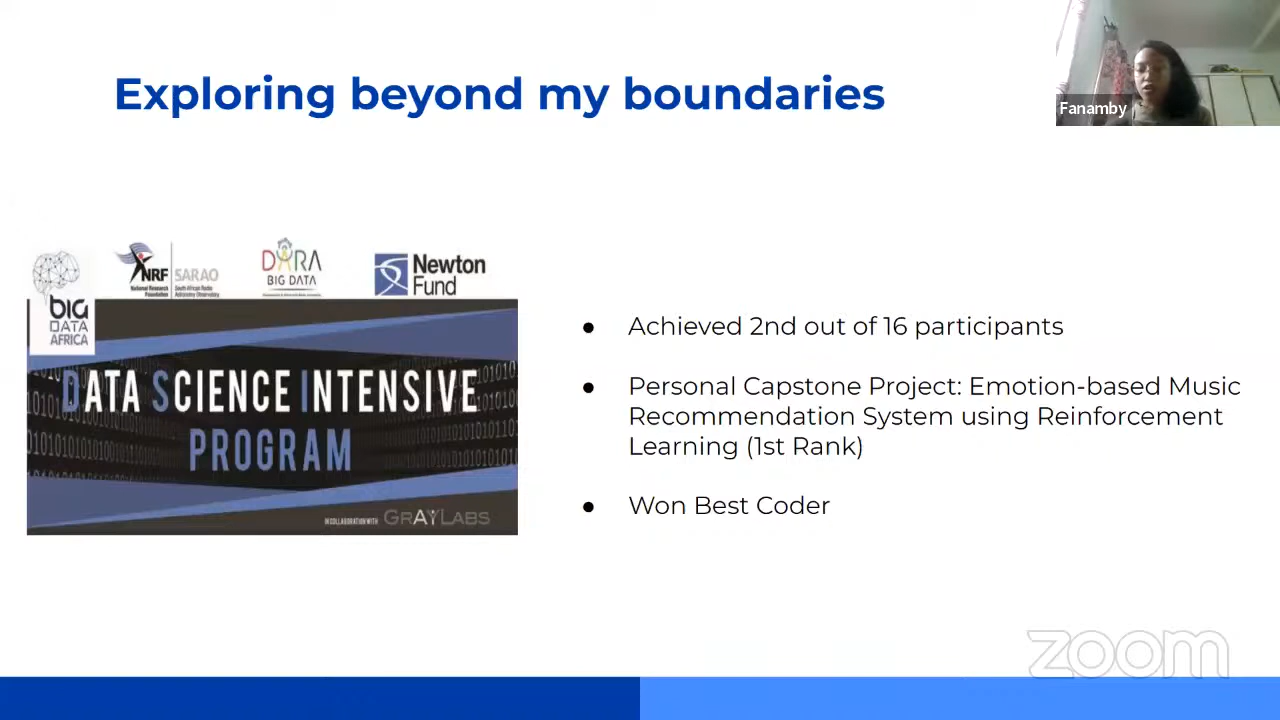 Exploring beyond my boundaries
Fanamby
NRF
National Research
Foundation
SARAO
South African Radio
Astronomy Observatory
DARA
BIG DATA
Newton
Fund
BIG
DATA
AFRICA
DATA SCIENCE INTENSIVE
PROGRAM
IN COLLABORATION WITH GRAYLABS
● Achieved 2nd out of 16 participants
● Personal Capstone Project: Emotion-based Music
Recommendation System using Reinforcement
Learning (1st Rank)
● Won Best Coder
zoom